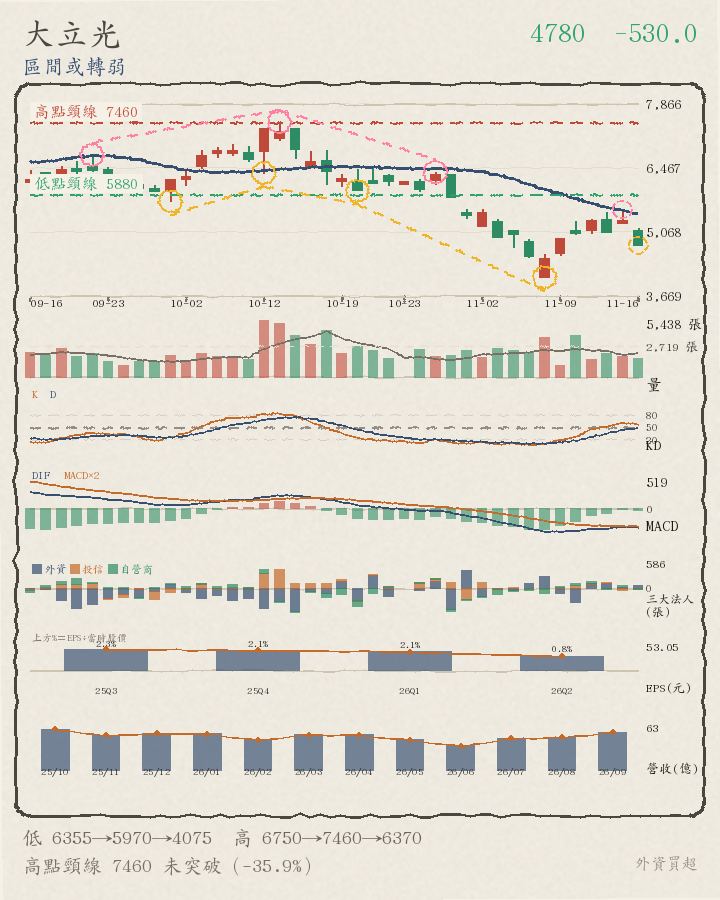 大立光
4780 -530.0
區間或轉弱
高點頸線 7460
低點頸線 5880
7,866
6,467
5,068
3,669
09-16 09-23 10-02 10-12 10-19 10-23 11-02 11-09 11-16
5,438 張
2,719 張
量
K D
80
50
20
KD
DIF MACD×2
519
0
MACD
外資 投信 自營商
586
0
三大法人
(張)
上方%=EPS÷當時股價
2.3% 2.1% 2.1% 0.8%
53.05
25Q3 25Q4 26Q1 26Q2
EPS(元)
63
25/10 25/11 25/12 26/01 26/02 26/03 26/04 26/05 26/06 26/07 26/08 26/09
營收(億)
低 6355→5970→4075 高 6750→7460→6370
高點頸線 7460 未突破 (-35.9%)
外資買超